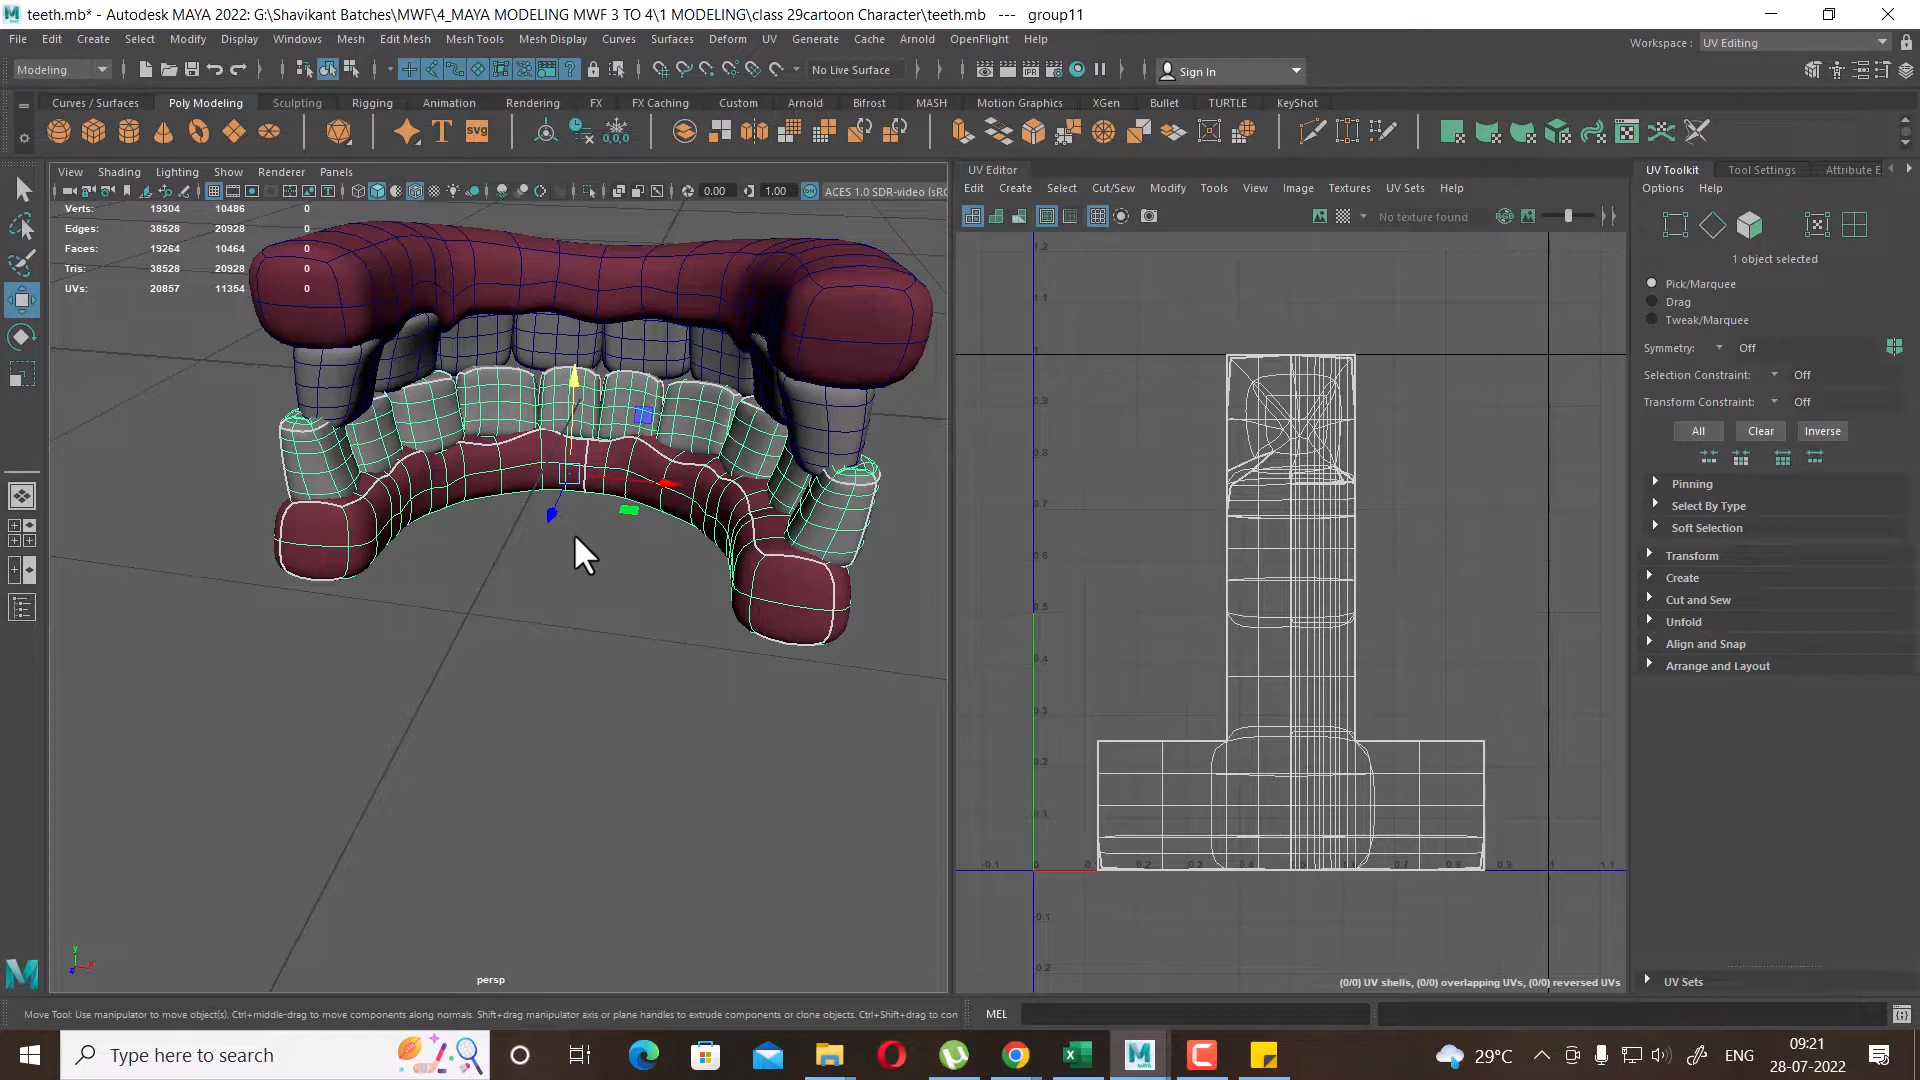 teeth.mb* - Autodesk MAYA 2022: G:\Shavikant Batches\MWF\4_MAYA MODELING MWF 3 TO 4\1 MODELING\class 29cartoon Character\teeth.mb   ---   group11
File Edit Create Select Modify Display Windows Mesh Edit Mesh Mesh Tools Mesh Display Curves Surfaces Deform UV Generate Cache Arnold OpenFlight Help
Workspace : UV Editing
Modeling No Live Surface Sign In
Curves / Surfaces Poly Modeling Sculpting Rigging Animation Rendering FX FX Caching Custom Arnold Bifrost MASH Motion Graphics XGen Bullet TURTLE KeyShot
svg 0,0,0
View Shading Lighting Show Renderer Panels
0.00 1.00 ACES 1.0 SDR-video (sRG
Verts: 19304 10486 0
Edges: 38528 20928 0
Faces: 19264 10464 0
Tris: 38528 20928 0
UVs: 20857 11354 0
persp
UV Editor
Edit Create Select Cut/Sew Modify Tools View Image Textures UV Sets Help
No texture found
(0/0) UV shells, (0/0) overlapping UVs, (0/0) reversed UVs
UV Toolkit Tool Settings Attribute E
Options Help
1 object selected
Pick/Marquee
Drag
Tweak/Marquee
Symmetry: Off
Selection Constraint: Off
Transform Constraint: Off
All Clear Inverse
Pinning
Select By Type
Soft Selection
Transform
Create
Cut and Sew
Unfold
Align and Snap
Arrange and Layout
UV Sets
Move Tool: Use manipulator to move object(s). Ctrl+middle-drag to move components along normals. Shift+drag manipulator axis or plane handles to extrude components or clone objects. Ctrl+Shift+drag to con
MEL
Type here to search
29°C ENG
09:21
28-07-2022